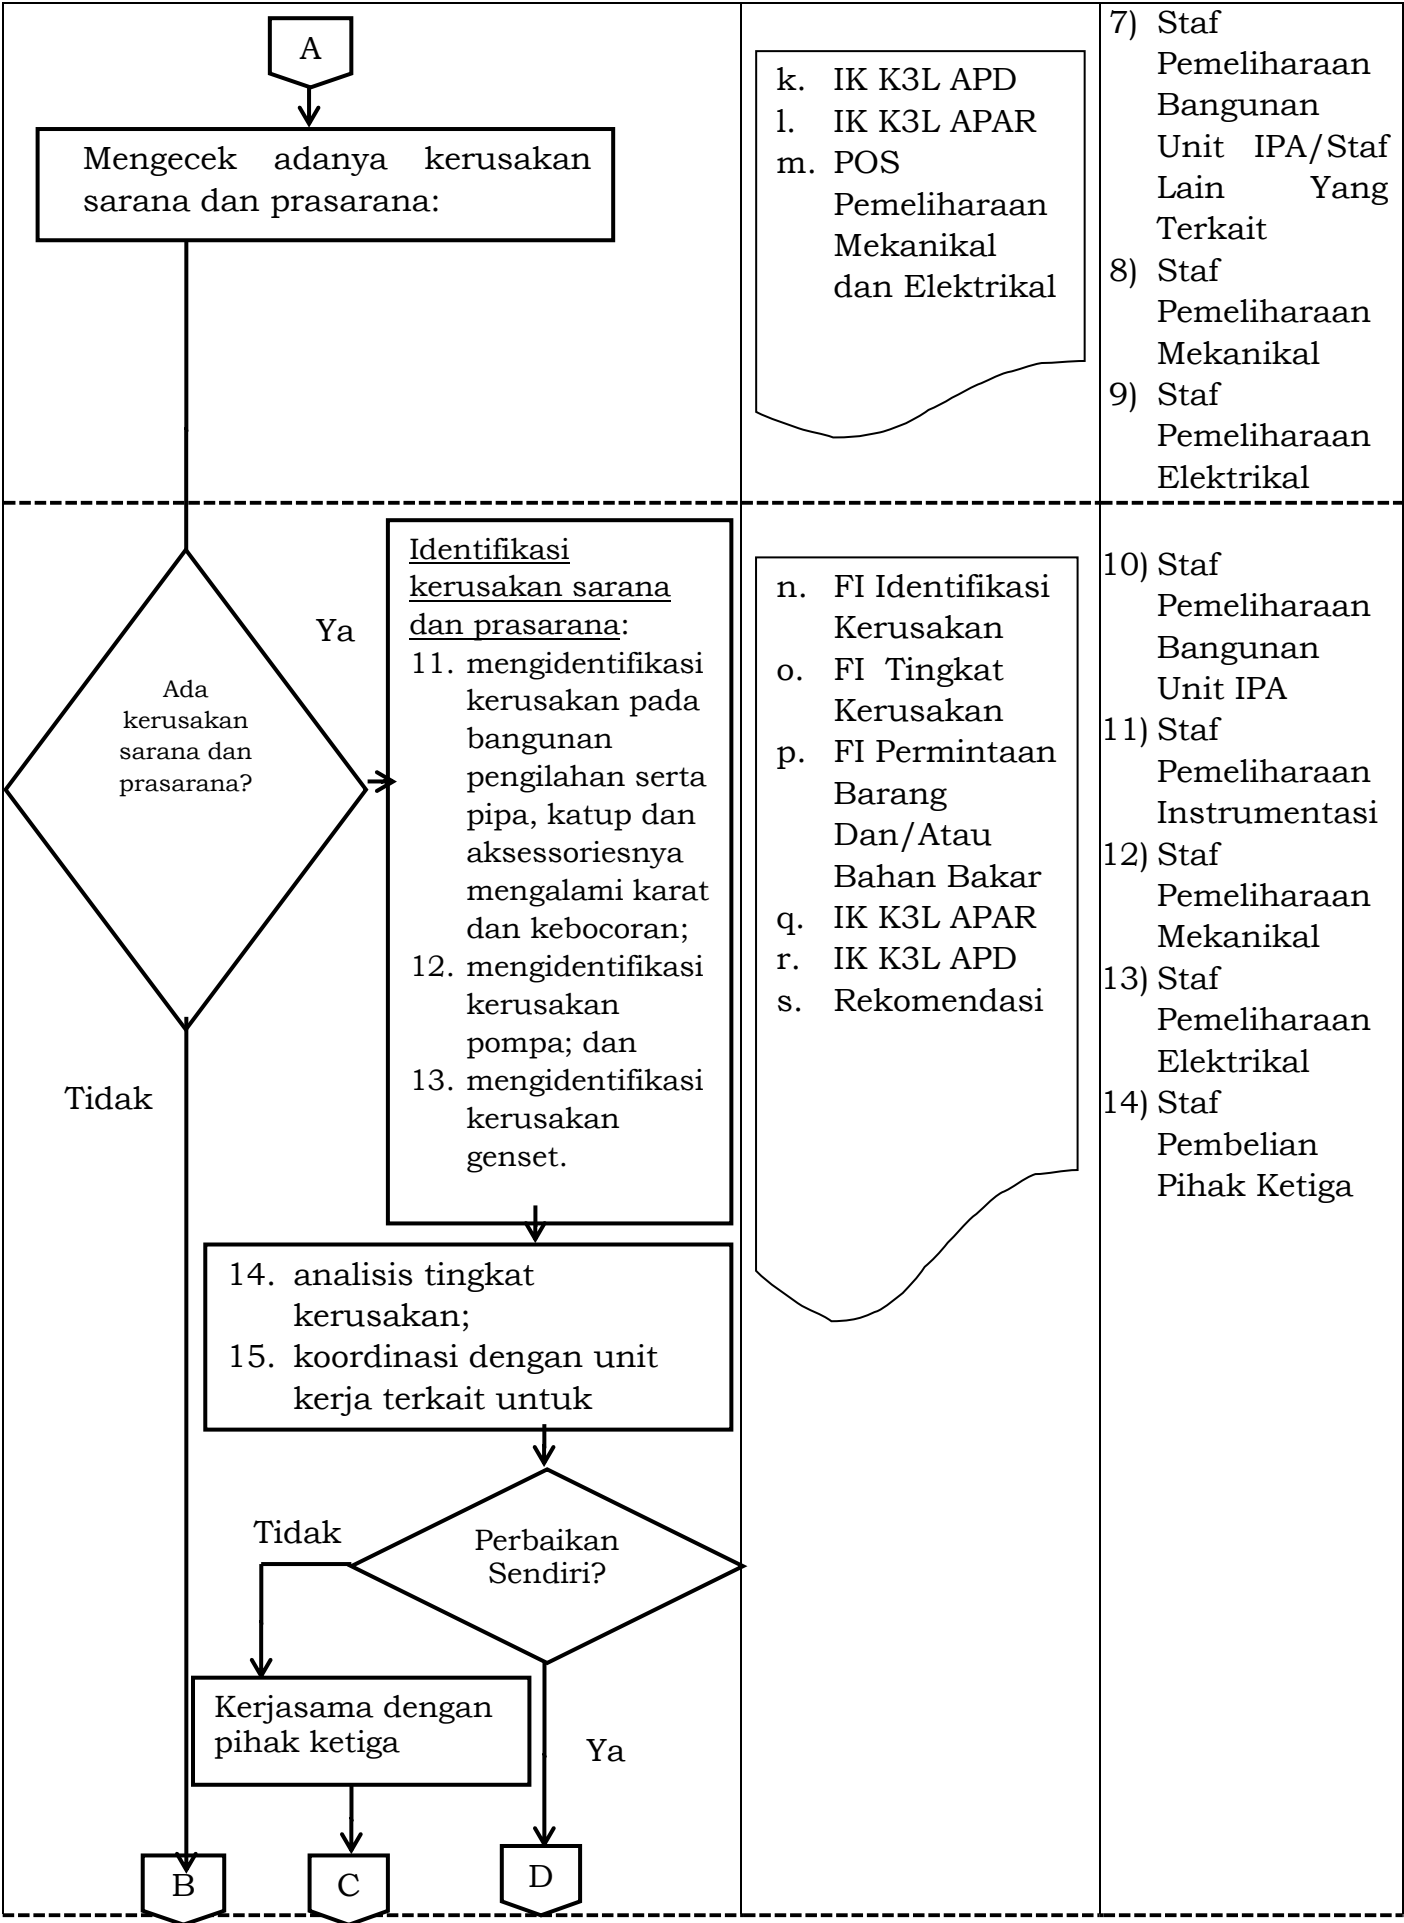 A
Mengecek adanya kerusakan
sarana dan prasarana:
k. IK K3L APD
l. IK K3L APAR
m. POS
Pemeliharaan
Mekanikal
dan Elektrikal
7) Staf
Pemeliharaan
Bangunan
Unit IPA/Staf
Lain Yang
Terkait
8) Staf
Pemeliharaan
Mekanikal
9) Staf
Pemeliharaan
Elektrikal
Ada
kerusakan
sarana dan
prasarana?
Ya
Tidak
Identifikasi
kerusakan sarana
dan prasarana:
11. mengidentifikasi
kerusakan pada
bangunan
pengilahan serta
pipa, katup dan
aksessoriesnya
mengalami karat
dan kebocoran;
12. mengidentifikasi
kerusakan
pompa; dan
13. mengidentifikasi
kerusakan
genset.
14. analisis tingkat
kerusakan;
15. koordinasi dengan unit
kerja terkait untuk
Perbaikan
Sendiri?
Tidak
Kerjasama dengan
pihak ketiga
Ya
B
C
D
n. FI Identifikasi
Kerusakan
o. FI Tingkat
Kerusakan
p. FI Permintaan
Barang
Dan/Atau
Bahan Bakar
q. IK K3L APAR
r. IK K3L APD
s. Rekomendasi
10) Staf
Pemeliharaan
Bangunan
Unit IPA
11) Staf
Pemeliharaan
Instrumentasi
12) Staf
Pemeliharaan
Mekanikal
13) Staf
Pemeliharaan
Elektrikal
14) Staf
Pembelian
Pihak Ketiga